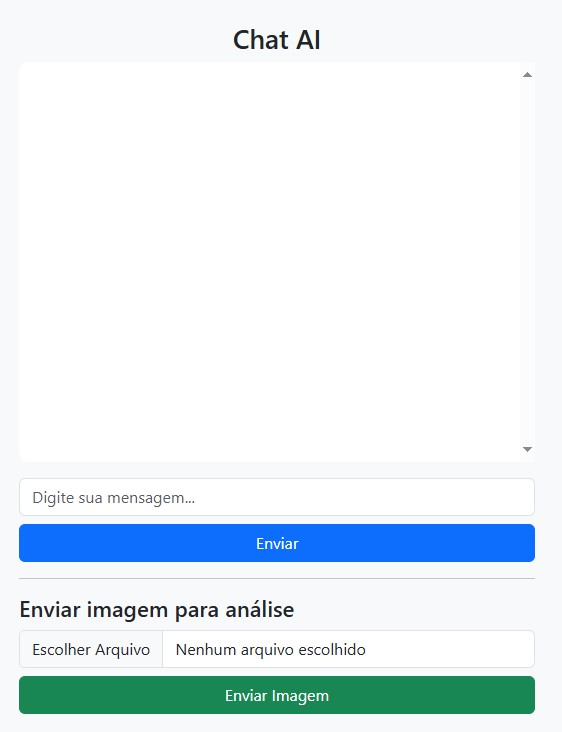 Chat AI
Digite sua mensagem...
Enviar
Enviar imagem para análise
Escolher Arquivo Nenhum arquivo escolhido
Enviar Imagem